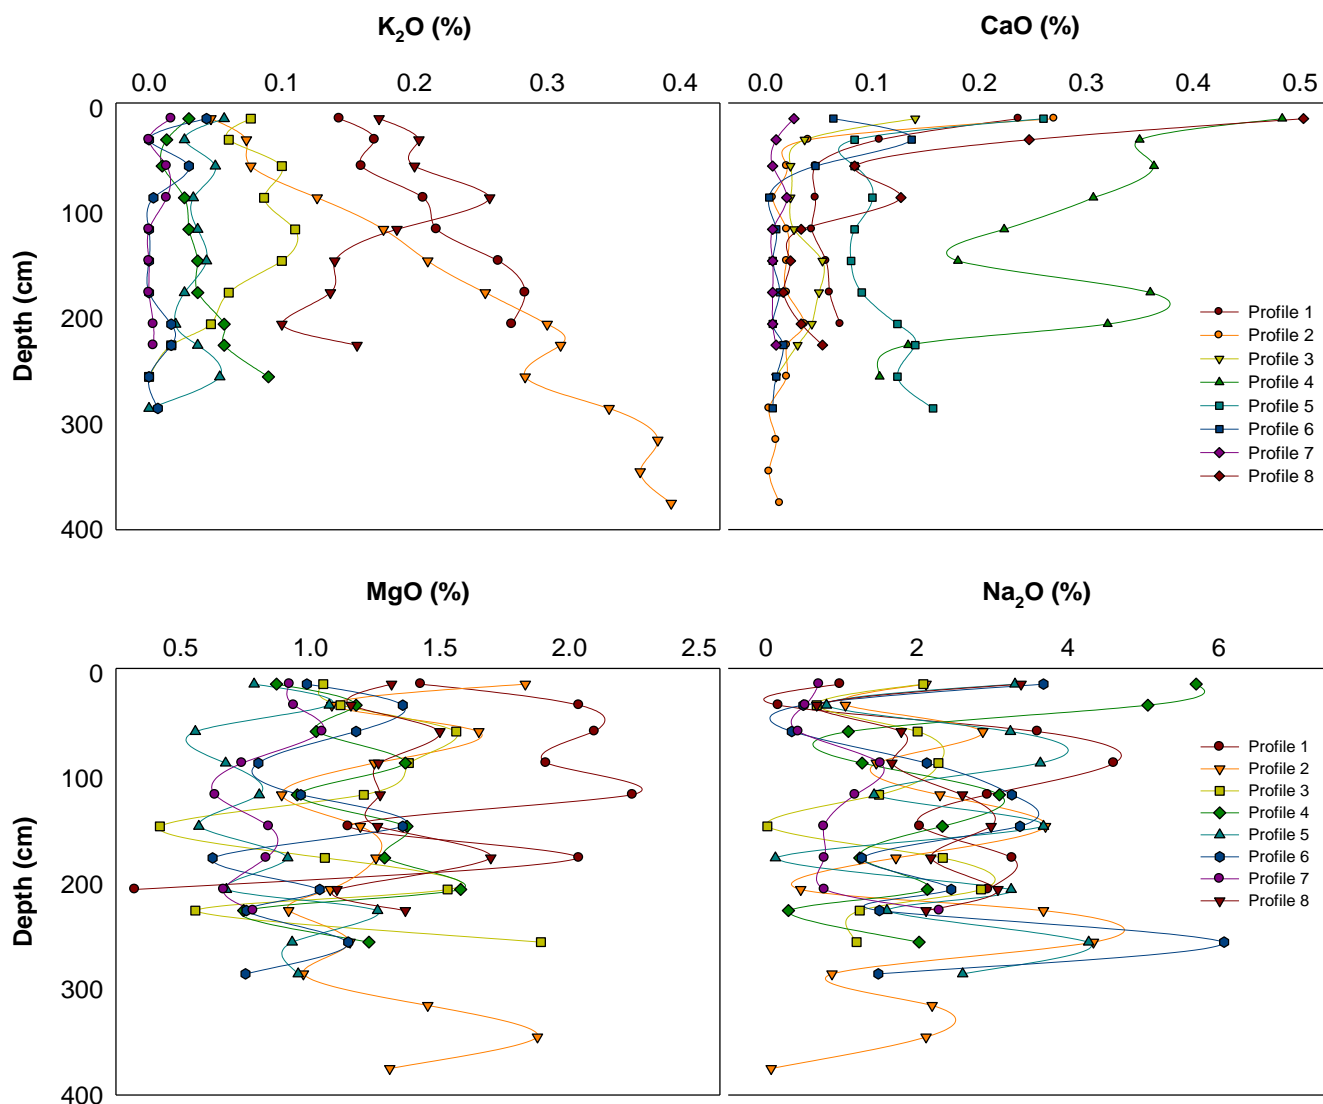 K₂O (%)
CaO (%)
0.0 0.1 0.2 0.3 0.4
0.0 0.1 0.2 0.3 0.4 0.5
0
100
200
300
400
Depth (cm)
Profile 1
Profile 2
Profile 3
Profile 4
Profile 5
Profile 6
Profile 7
Profile 8
MgO (%)
Na₂O (%)
0.5 1.0 1.5 2.0 2.5
0 2 4 6
0
100
200
300
400
Depth (cm)
Profile 1
Profile 2
Profile 3
Profile 4
Profile 5
Profile 6
Profile 7
Profile 8